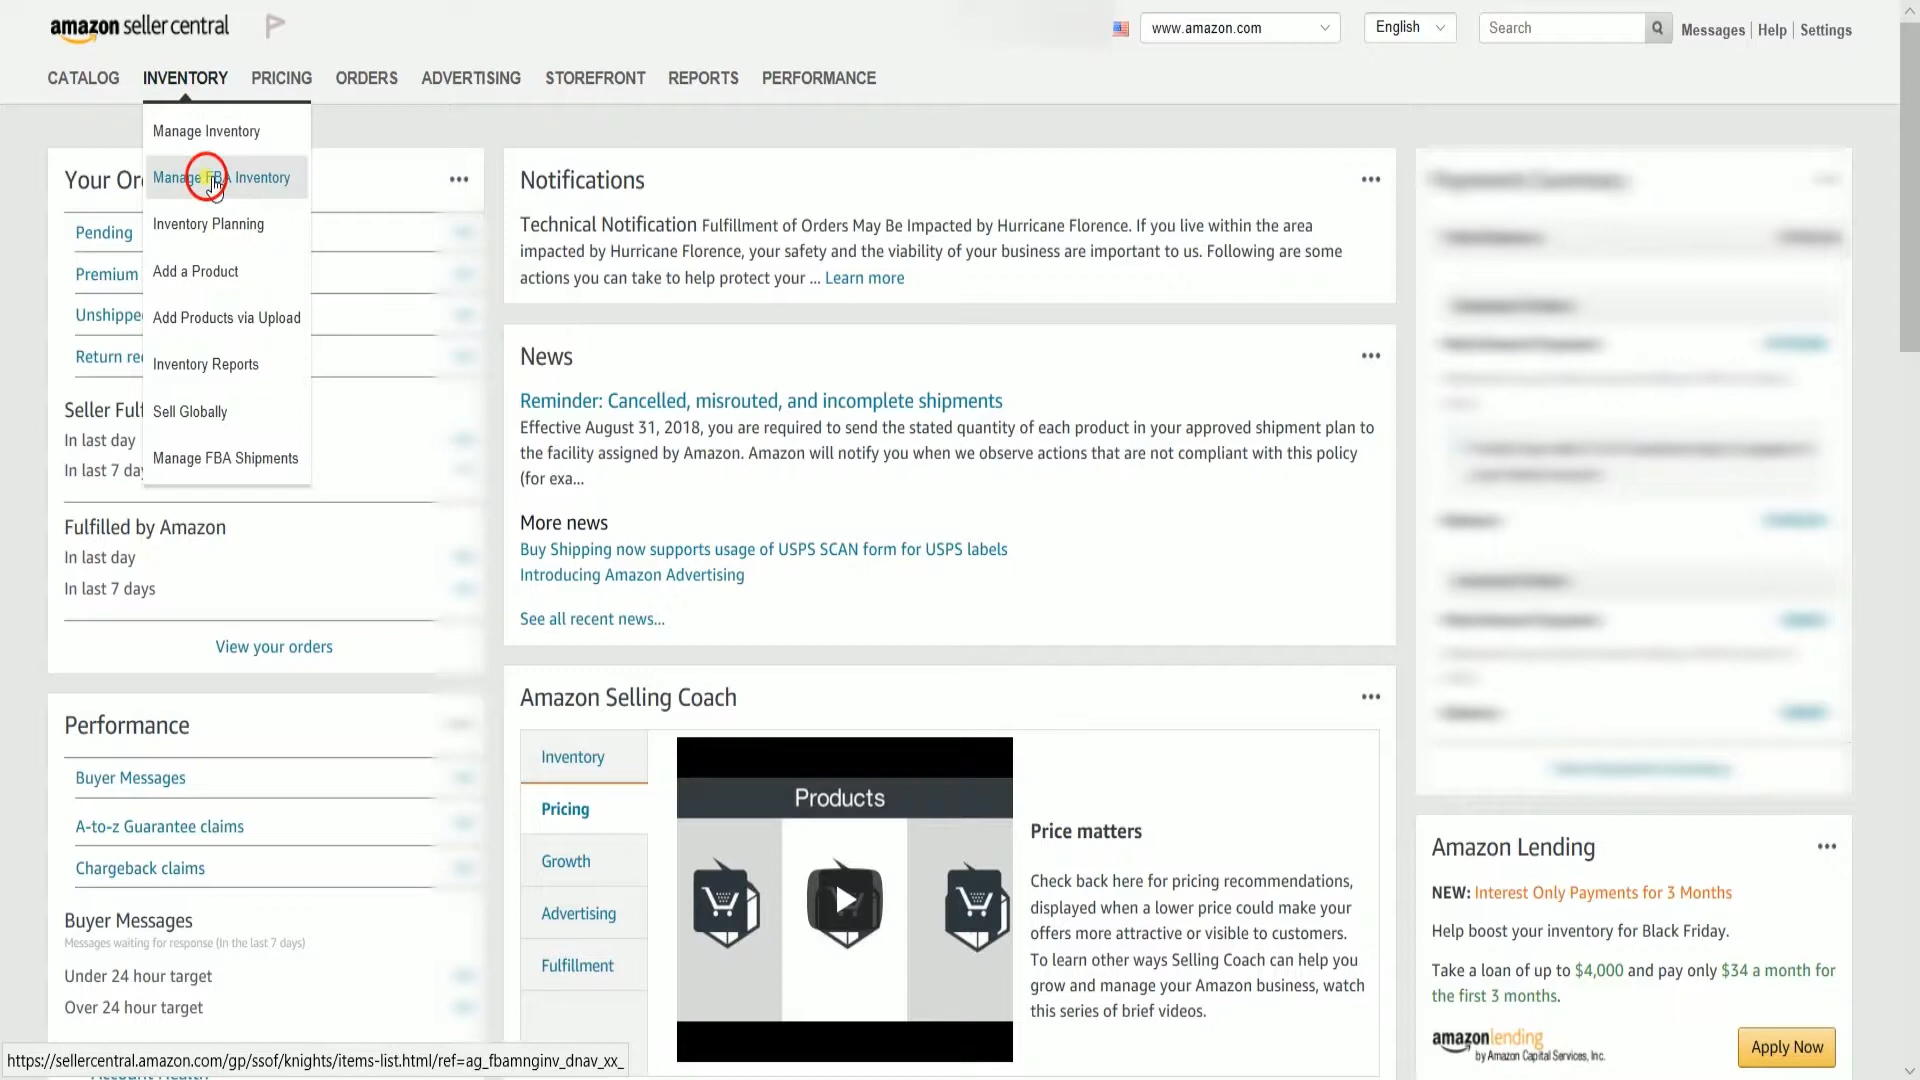 amazon seller central
www.amazon.com
English
Search
Messages | Help | Settings
CATALOG INVENTORY PRICING ORDERS ADVERTISING STOREFRONT REPORTS PERFORMANCE
Manage Inventory
Manage FBA Inventory
Inventory Planning
Add a Product
Add Products via Upload
Inventory Reports
Sell Globally
Manage FBA Shipments
Your Or
Pending
Premium
Unshippe
Return re
Seller Ful
In last day
In last 7 day
Fulfilled by Amazon
In last day
In last 7 days
View your orders
Performance
Buyer Messages
A-to-z Guarantee claims
Chargeback claims
Buyer Messages
Messages waiting for response (In the last 7 days)
Under 24 hour target
Over 24 hour target
Account Health
https://sellercentral.amazon.com/gp/ssof/knights/items-list.html/ref=ag_fbamnginv_dnav_xx_
Notifications
Technical Notification Fulfillment of Orders May Be Impacted by Hurricane Florence. If you live within the area
impacted by Hurricane Florence, your safety and the viability of your business are important to us. Following are some
actions you can take to help protect your ... Learn more
News
Reminder: Cancelled, misrouted, and incomplete shipments
Effective August 31, 2018, you are required to send the stated quantity of each product in your approved shipment plan to
the facility assigned by Amazon. Amazon will notify you when we observe actions that are not compliant with this policy
(for exa...
More news
Buy Shipping now supports usage of USPS SCAN form for USPS labels
Introducing Amazon Advertising
See all recent news...
Amazon Selling Coach
Inventory
Pricing
Growth
Advertising
Fulfillment
Products
Price matters
Check back here for pricing recommendations,
displayed when a lower price could make your
offers more attractive or visible to customers.
To learn other ways Selling Coach can help you
grow and manage your Amazon business, watch
this series of brief videos.
Amazon Lending
NEW: Interest Only Payments for 3 Months
Help boost your inventory for Black Friday.
Take a loan of up to $4,000 and pay only $34 a month for
the first 3 months.
amazonlending
by Amazon Capital Services, Inc.
Apply Now